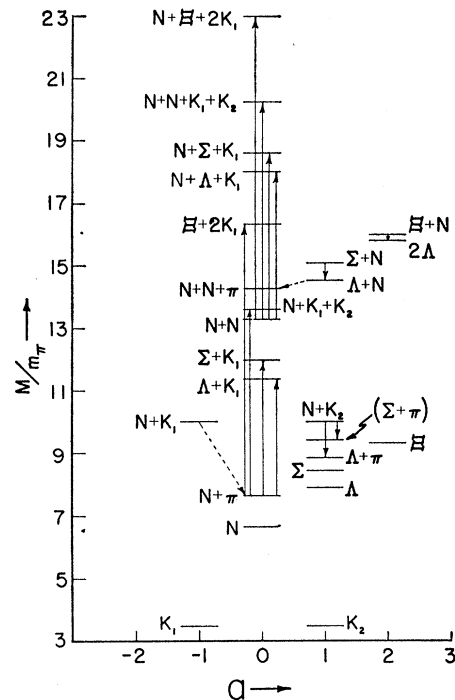 23
N + Ξ + 2K₁
21
N + N + K₁ + K₂
19
N + Σ + K₁
N + Λ + K₁
17
Ξ + 2K₁
Ξ + N
2Λ
15
Σ + N
N + N + π
Λ + N
N + K₁ + K₂
13
N + N
M/mπ
Σ + K₁
11
Λ + K₁
N + K₁
N + K₂
(Σ + π)
9
Λ + π
Ξ
Σ
N + π
Λ
7
N
5
K₁
K₂
3
-2 -1 0 1 2 3
a